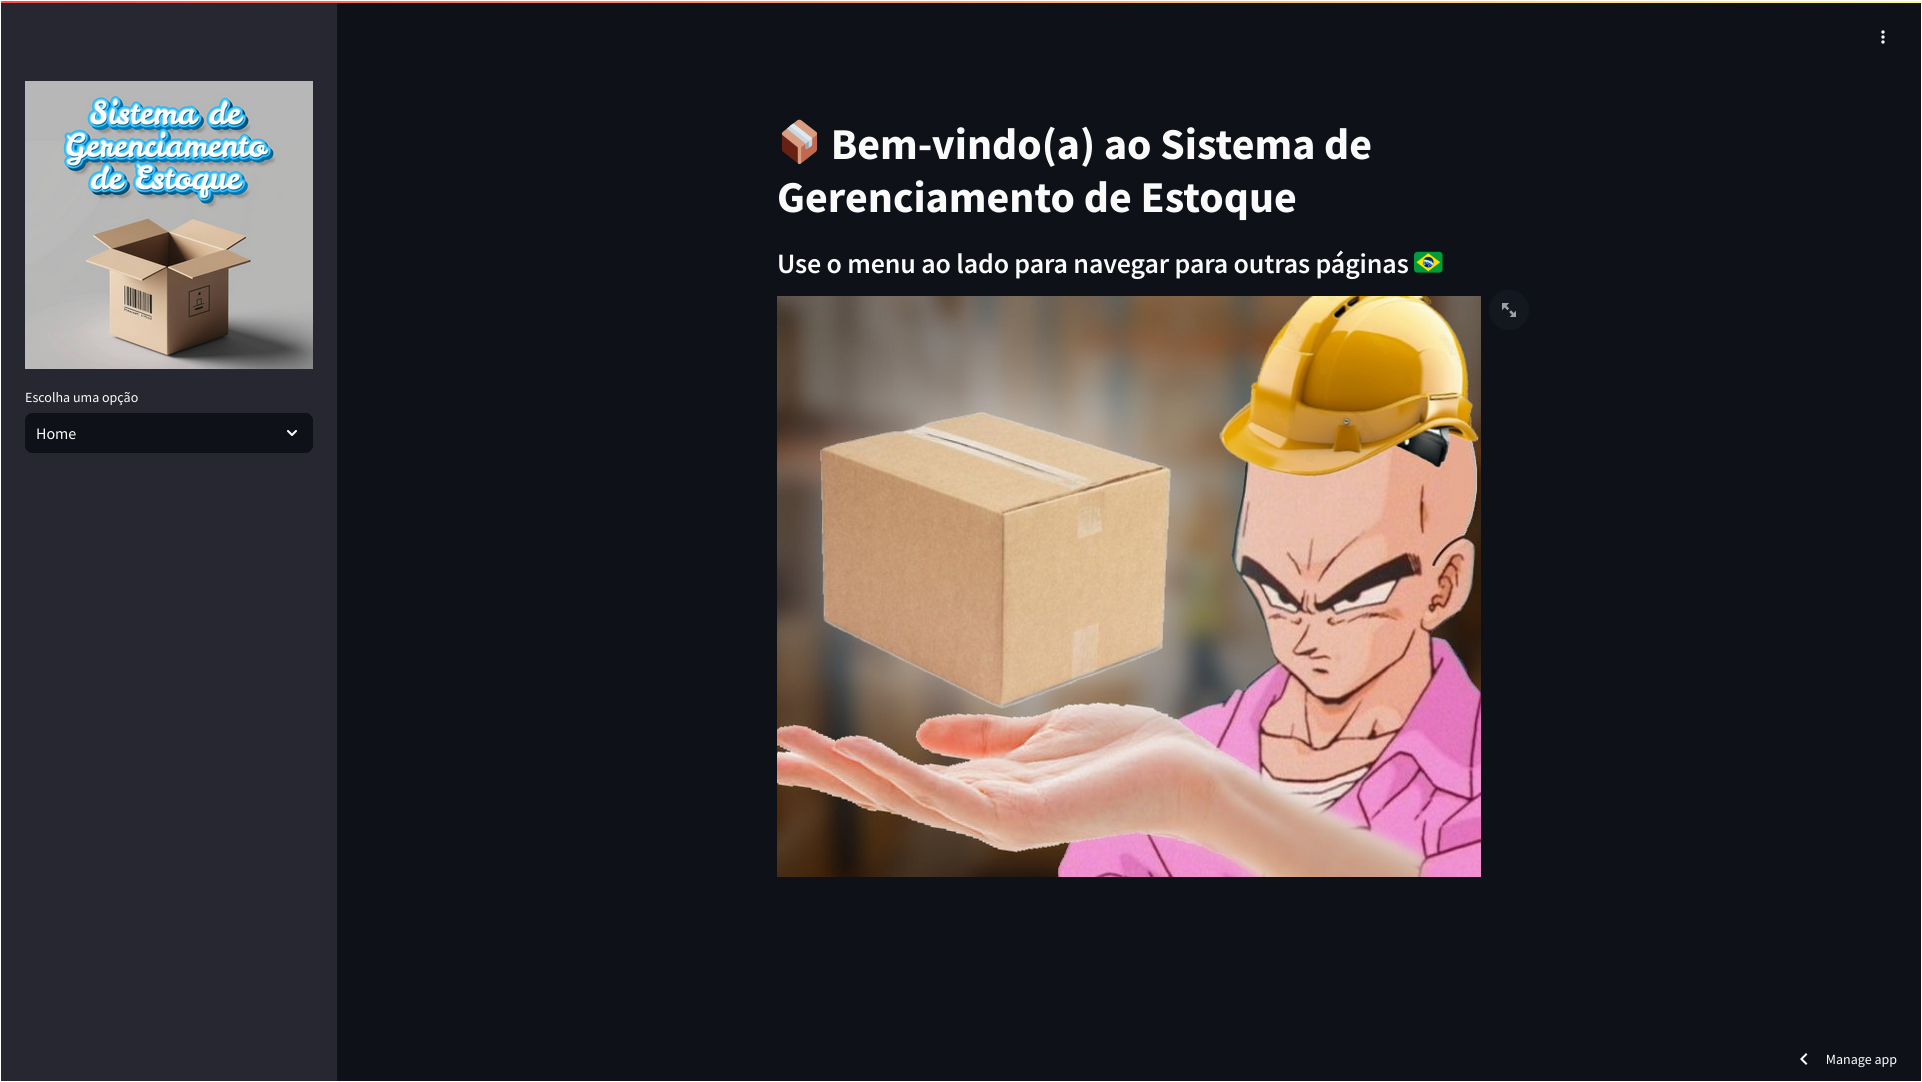 Sistema de
Gerenciamento
de Estoque
Escolha uma opção
Home
📦 Bem-vindo(a) ao Sistema de
Gerenciamento de Estoque
Use o menu ao lado para navegar para outras páginas 🇧🇷
Manage app